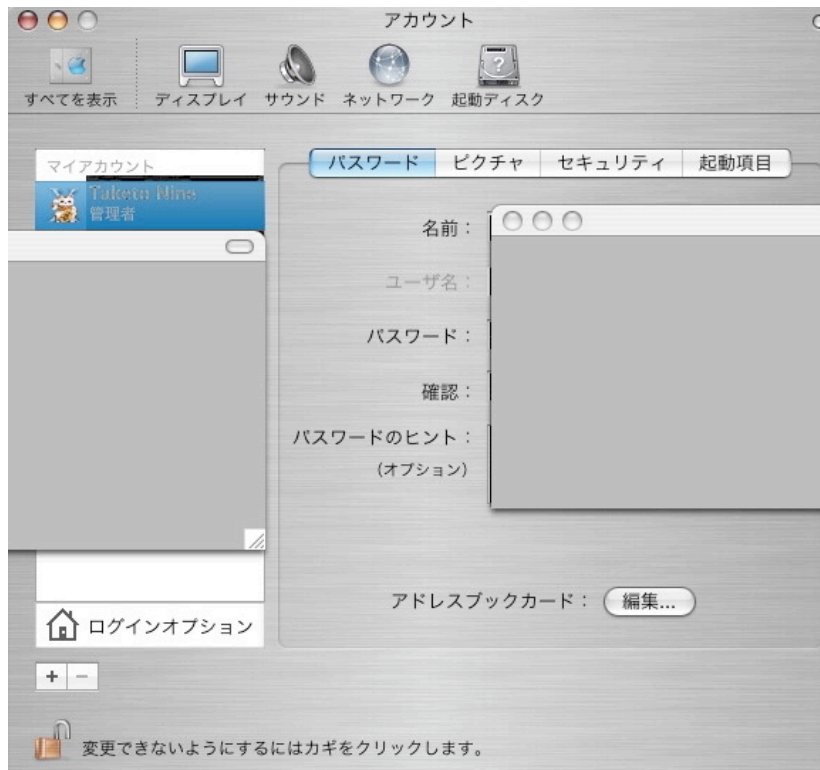 アカウント
すべてを表示 ディスプレイ サウンド ネットワーク 起動ディスク
マイアカウント
パスワード ピクチャ セキュリティ 起動項目
管理者
名前：
ユーザ名：
パスワード：
確認：
パスワードのヒント：
(オプション)
アドレスブックカード： 編集...
ログインオプション
変更できないようにするにはカギをクリックします。